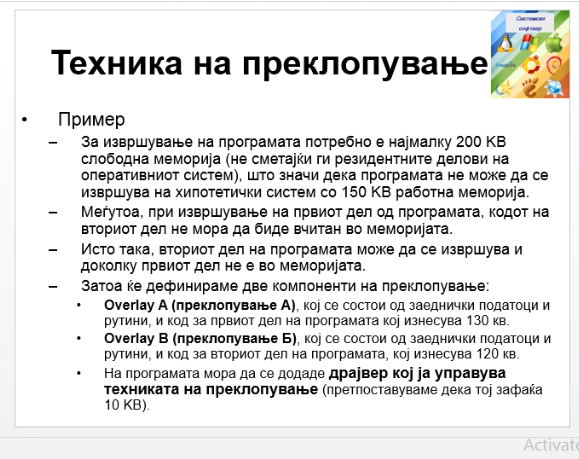 Системски
софтвер
Техника на преклопување
• Пример
– За извршување на програмата потребно е најмалку 200 KB
слободна меморија (не сметајќи ги резидентните делови на
оперативниот систем), што значи дека програмата не може да се
извршува на хипотетички систем со 150 KB работна меморија.
– Меѓутоа, при извршување на првиот дел од програмата, кодот на
вториот дел не мора да биде вчитан во меморијата.
– Исто така, вториот дел на програмата може да се извршува и
доколку првиот дел не е во меморијата.
– Затоа ќе дефинираме две компоненти на преклопување:
• Overlay A (преклопување А), кој се состои од заеднички податоци и
рутини, и код за првиот дел на програмата кој изнесува 130 кв.
• Overlay B (преклопување Б), кој се состои од заеднички податоци и
рутини, и код за вториот дел на програмата, кој изнесува 120 кв.
• На програмата мора да се додаде драјвер кој ја управува
техниката на преклопување (претпоставуваме дека тој зафаќа
10 KB).
Activate